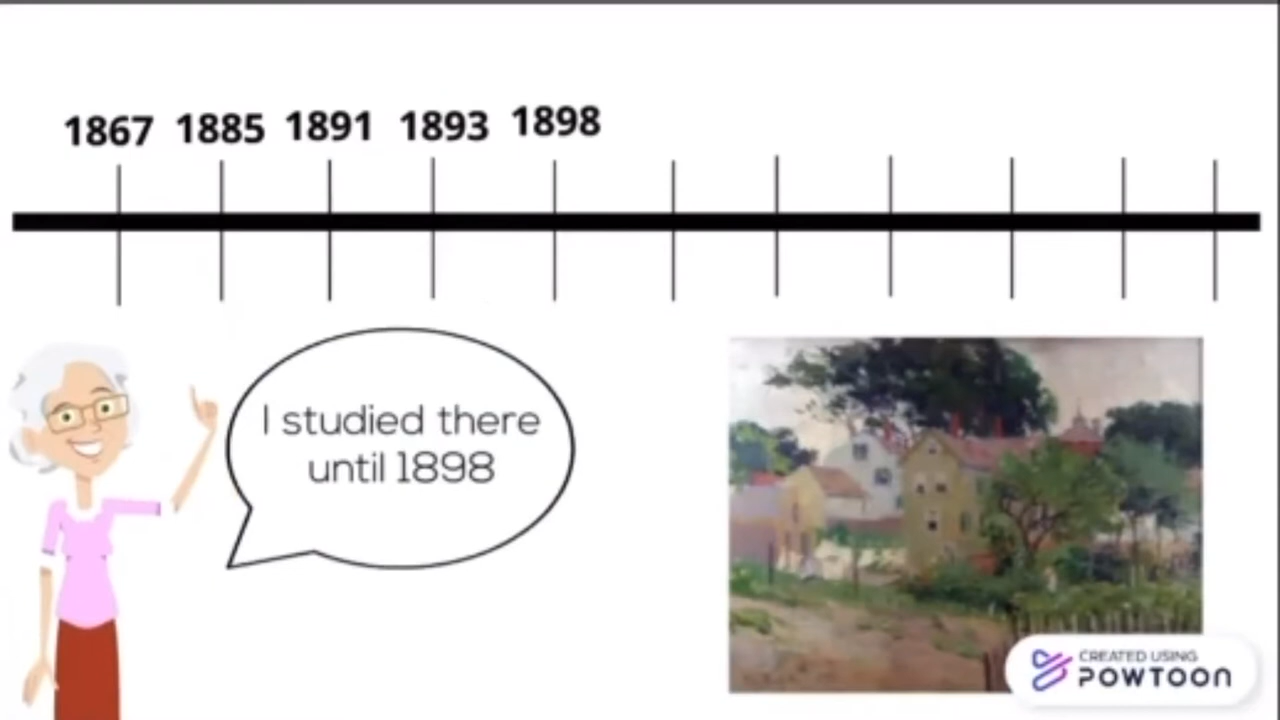 1867 1885 1891 1893 1898
I studied there
until 1898
CREATED USING
POWTOON